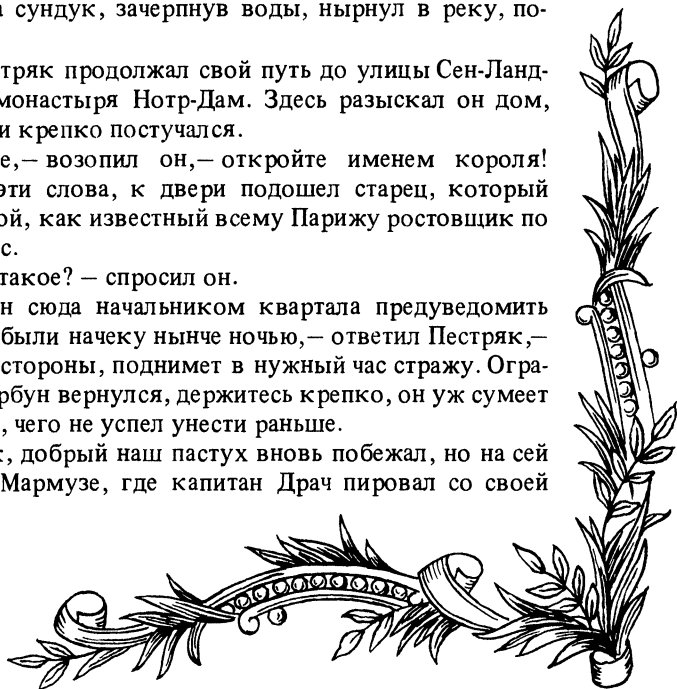 сундук, зачерпнув воды, нырнул в реку, по-
тряк продолжал свой путь до улицы Сен-Ланд-
монастыря Нотр-Дам. Здесь разыскал он дом,
и крепко постучался.
е,— возопил он,— откройте именем короля!
эти слова, к двери подошел старец, который
ой, как известный всему Парижу ростовщик по
с.
такое? — спросил он.
н сюда начальником квартала предуведомить
были начеку нынче ночью,— ответил Пестряк,—
стороны, поднимет в нужный час стражу. Огра-
рбун вернулся, держитесь крепко, он уж сумеет
, чего не успел унести раньше.
, добрый наш пастух вновь побежал, но на сей
Мармузе, где капитан Драч пировал со своей